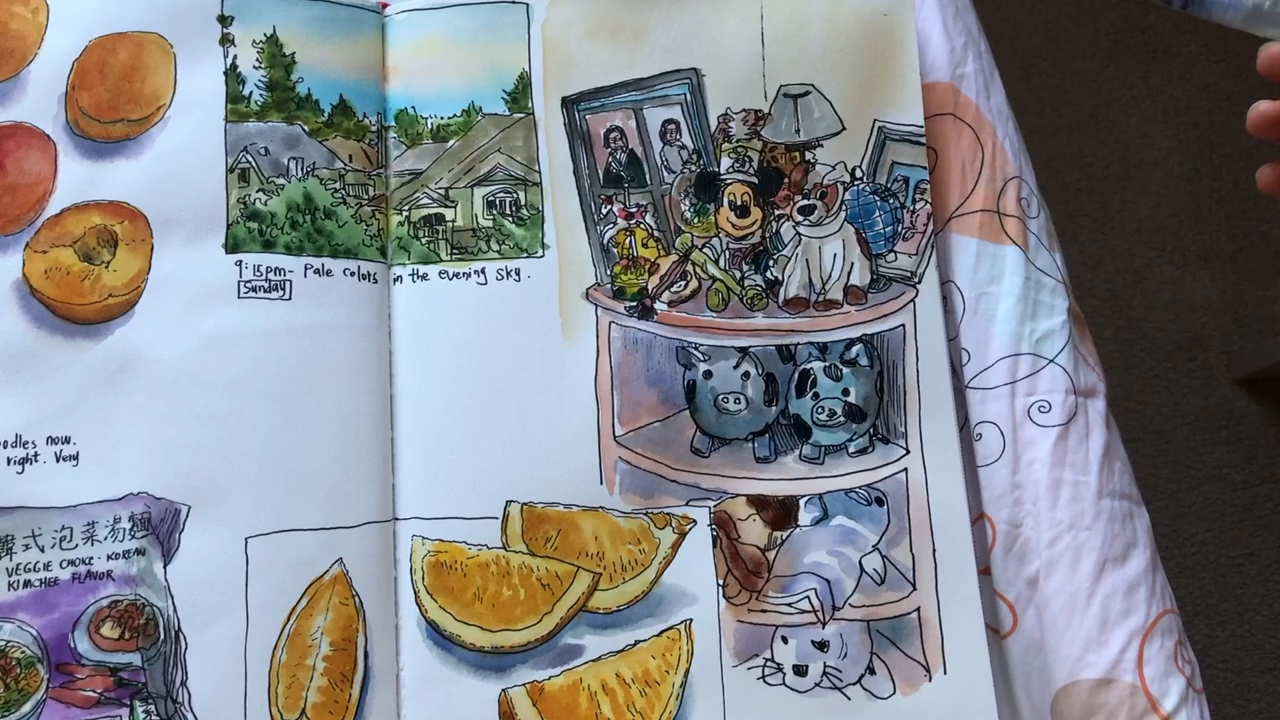 9:15pm- Pale colors in the evening sky.
Sunday
odles now.
right. Very
韓式泡菜湯麵
VEGGIE CHOICE · KOREAN
KIMCHEE FLAVOR